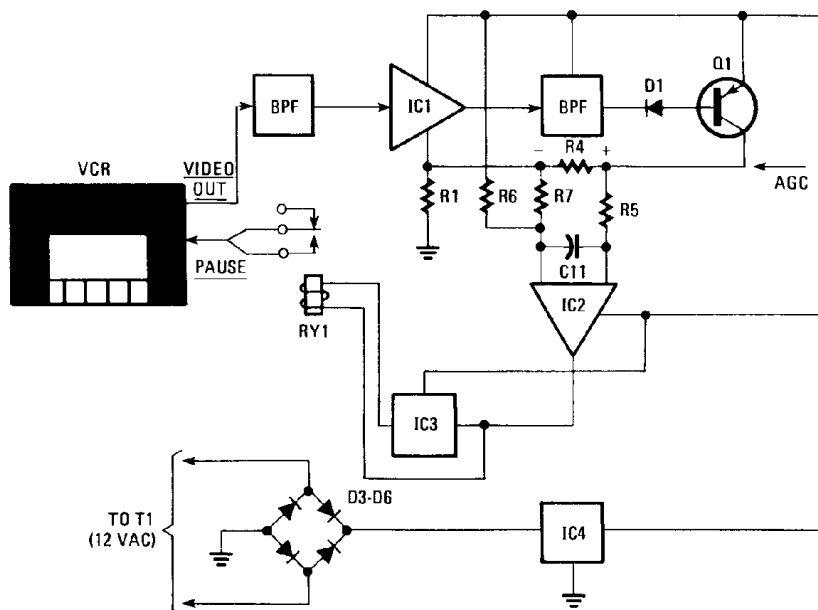 Q1
D1
BPF
IC1
BPF
VCR
VIDEO
OUT
− R4 +
AGC
R1
R6
R7
R5
PAUSE
C11
IC2
RY1
IC3
D3-D6
TO T1
(12 VAC)
IC4